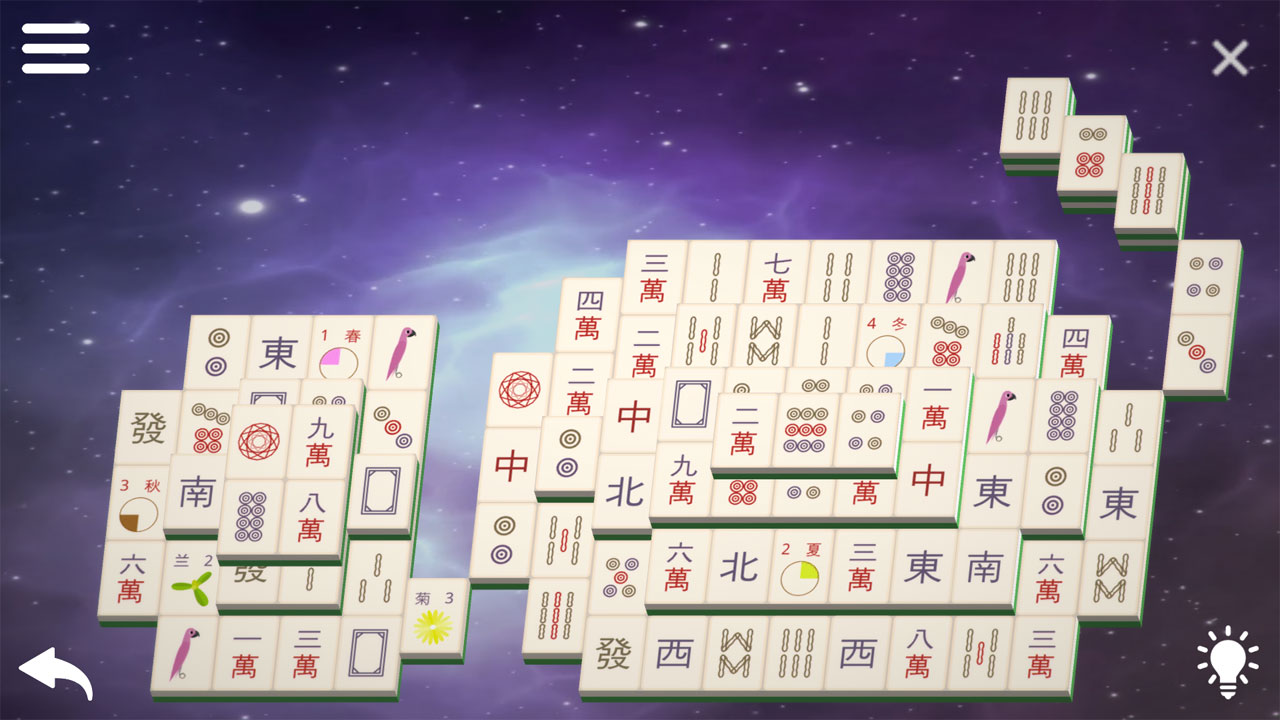 三萬
七萬
四萬
二萬
4 冬
四萬
東
1 春
二萬
中
一萬
發
九萬
二萬
中
3 秋
南
八萬
北
九萬
萬
中
東
東
六萬
兰 2
發
菊 3
六萬
北
2 夏
三萬
東
南
六萬
一萬
三萬
發
西
西
八萬
三萬